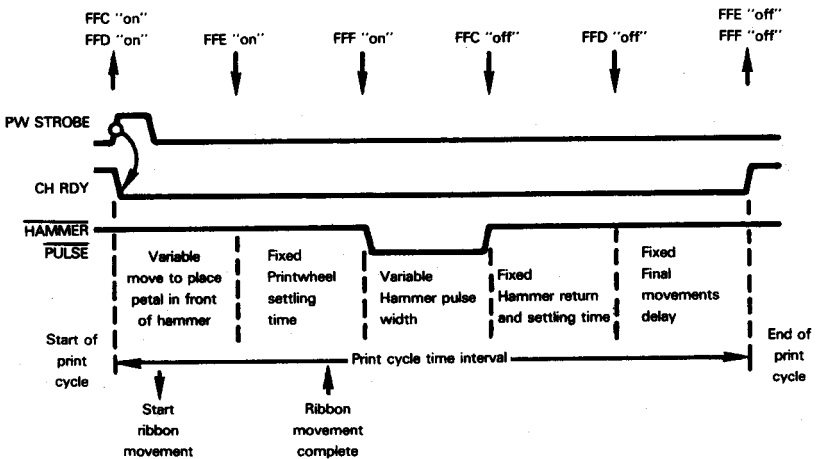 FFC "on"
FFD "on"
FFE "on"
FFF "on"
FFC "off"
FFD "off"
FFE "off"
FFF "off"
PW STROBE
CH RDY
HAMMER
PULSE
Variable
move to place
petal in front
of hammer
Fixed
Printwheel
settling
time
Variable
Hammer pulse
width
Fixed
Hammer return
and settling time
Fixed
Final
movements
delay
Start of
print
cycle
Print cycle time interval
End of
print
cycle
Start
ribbon
movement
Ribbon
movement
complete